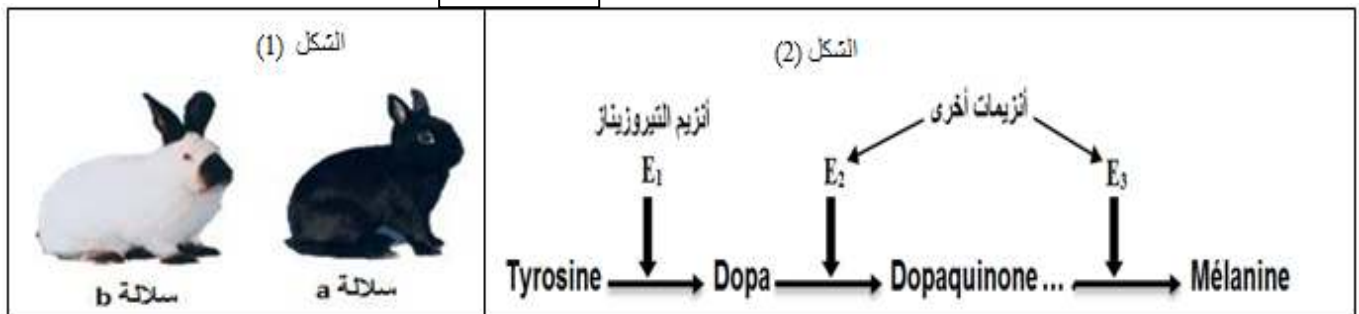 الشكل (1)
سلالة b
سلالة a
الشكل (2)
أنزيم التيروزيناز
أنزيمات أخرى
E₁
E₂
E₃
Tyrosine
Dopa
Dopaquinone ...
Mélanine